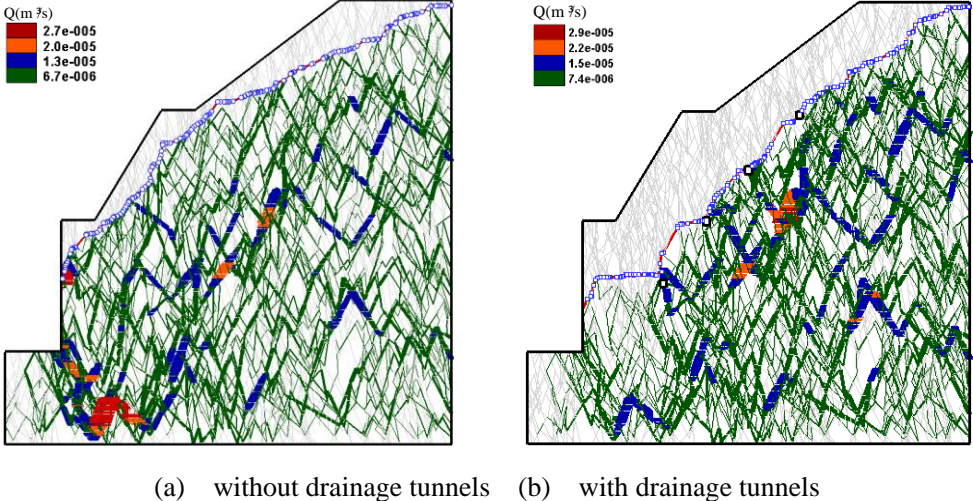 Q(m³/s)
2.7e-005
2.0e-005
1.3e-005
6.7e-006
Q(m³/s)
2.9e-005
2.2e-005
1.5e-005
7.4e-006
(a) without drainage tunnels (b) with drainage tunnels